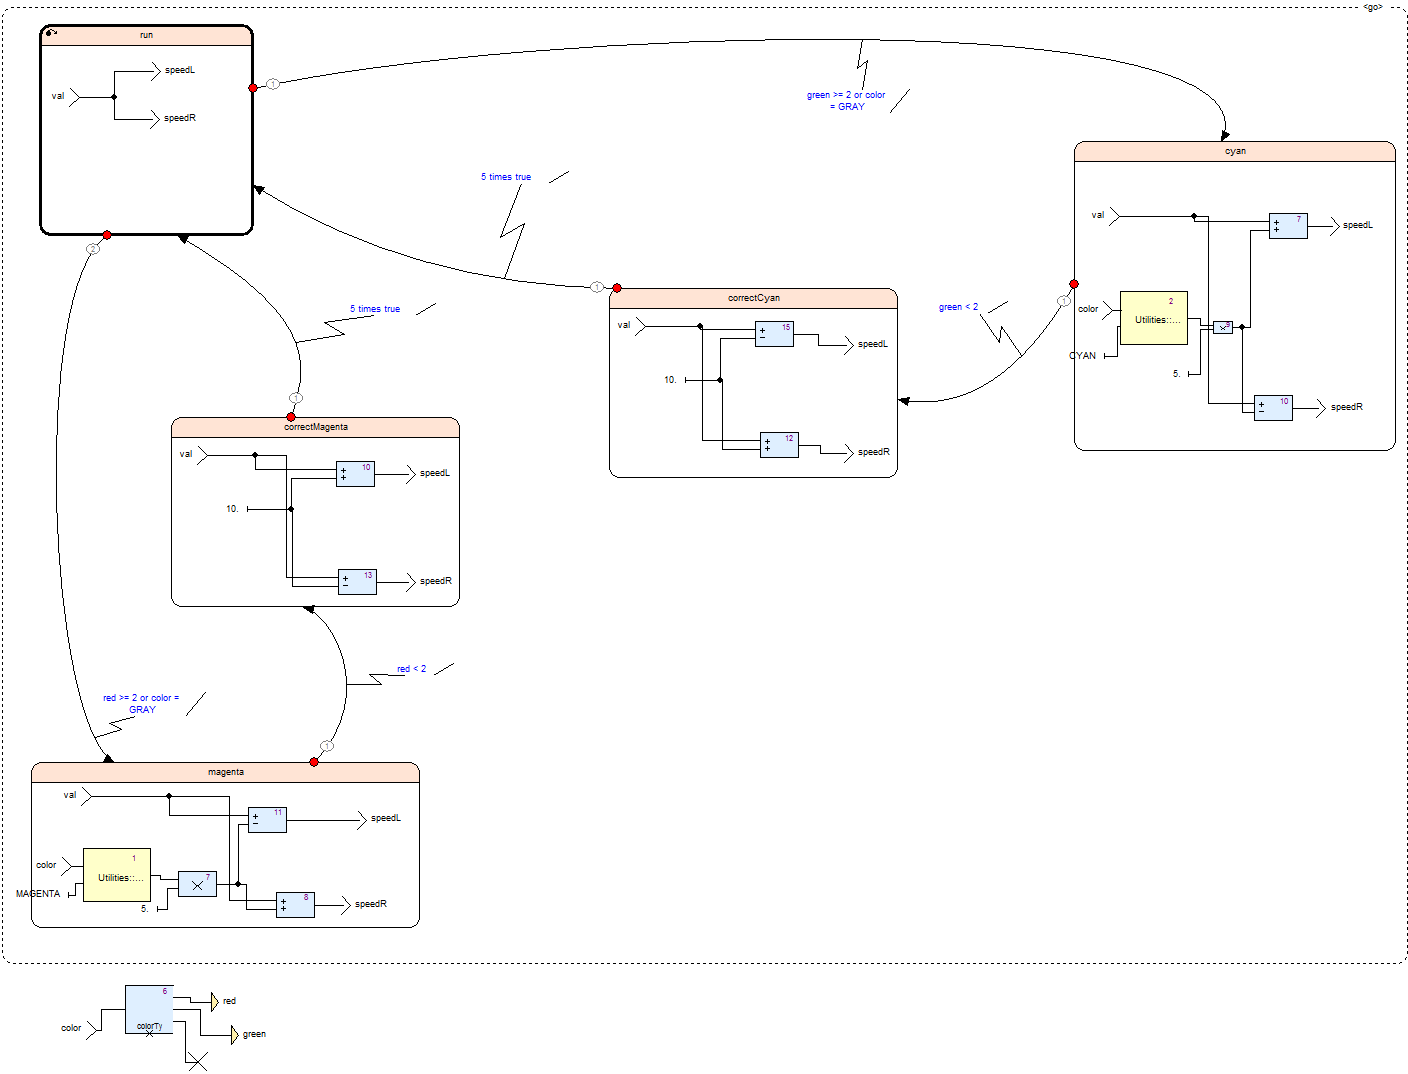 <go>
run
val
speedL
speedR
1
2
green >= 2 or color
= GRAY
cyan
val
+
+
7
speedL
color
2
Utilities::...
CYAN
9
5.
+
−
10
speedR
1
5 times true
1
correctCyan
val
+
−
15
speedL
10.
+
+
12
speedR
green < 2
5 times true
1
correctMagenta
val
+
+
10
speedL
10.
+
−
13
speedR
red < 2
1
red >= 2 or color =
GRAY
magenta
val
+
−
11
speedL
color
1
Utilities::...
MAGENTA
7
5.
+
+
8
speedR
color
6
colorTy
red
green